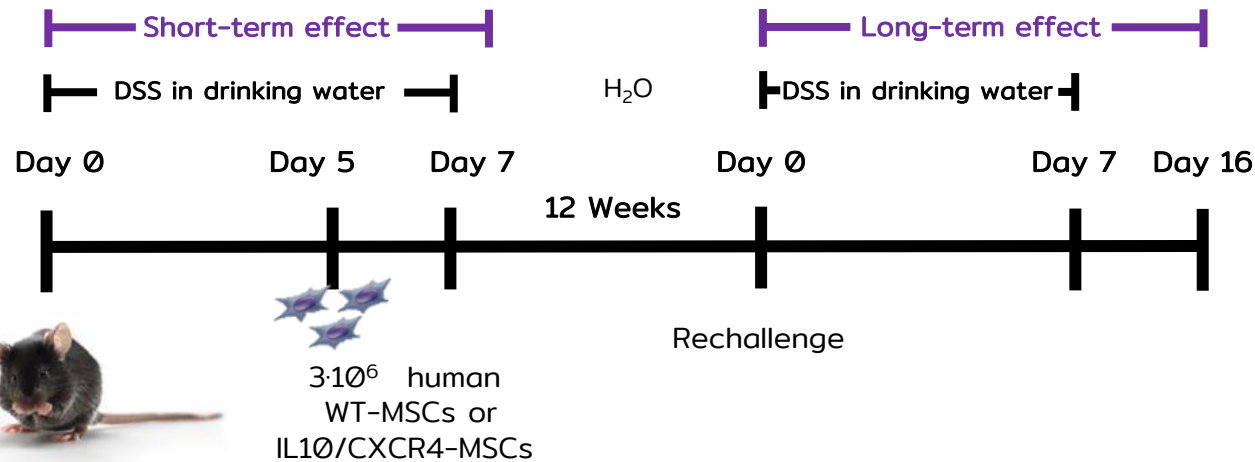 Short-term effect
Long-term effect
DSS in drinking water
H₂O
DSS in drinking water
Day 0
Day 5
Day 7
Day 0
Day 7
Day 16
12 Weeks
Rechallenge
3·10⁶ human
WT-MSCs or
IL10/CXCR4-MSCs